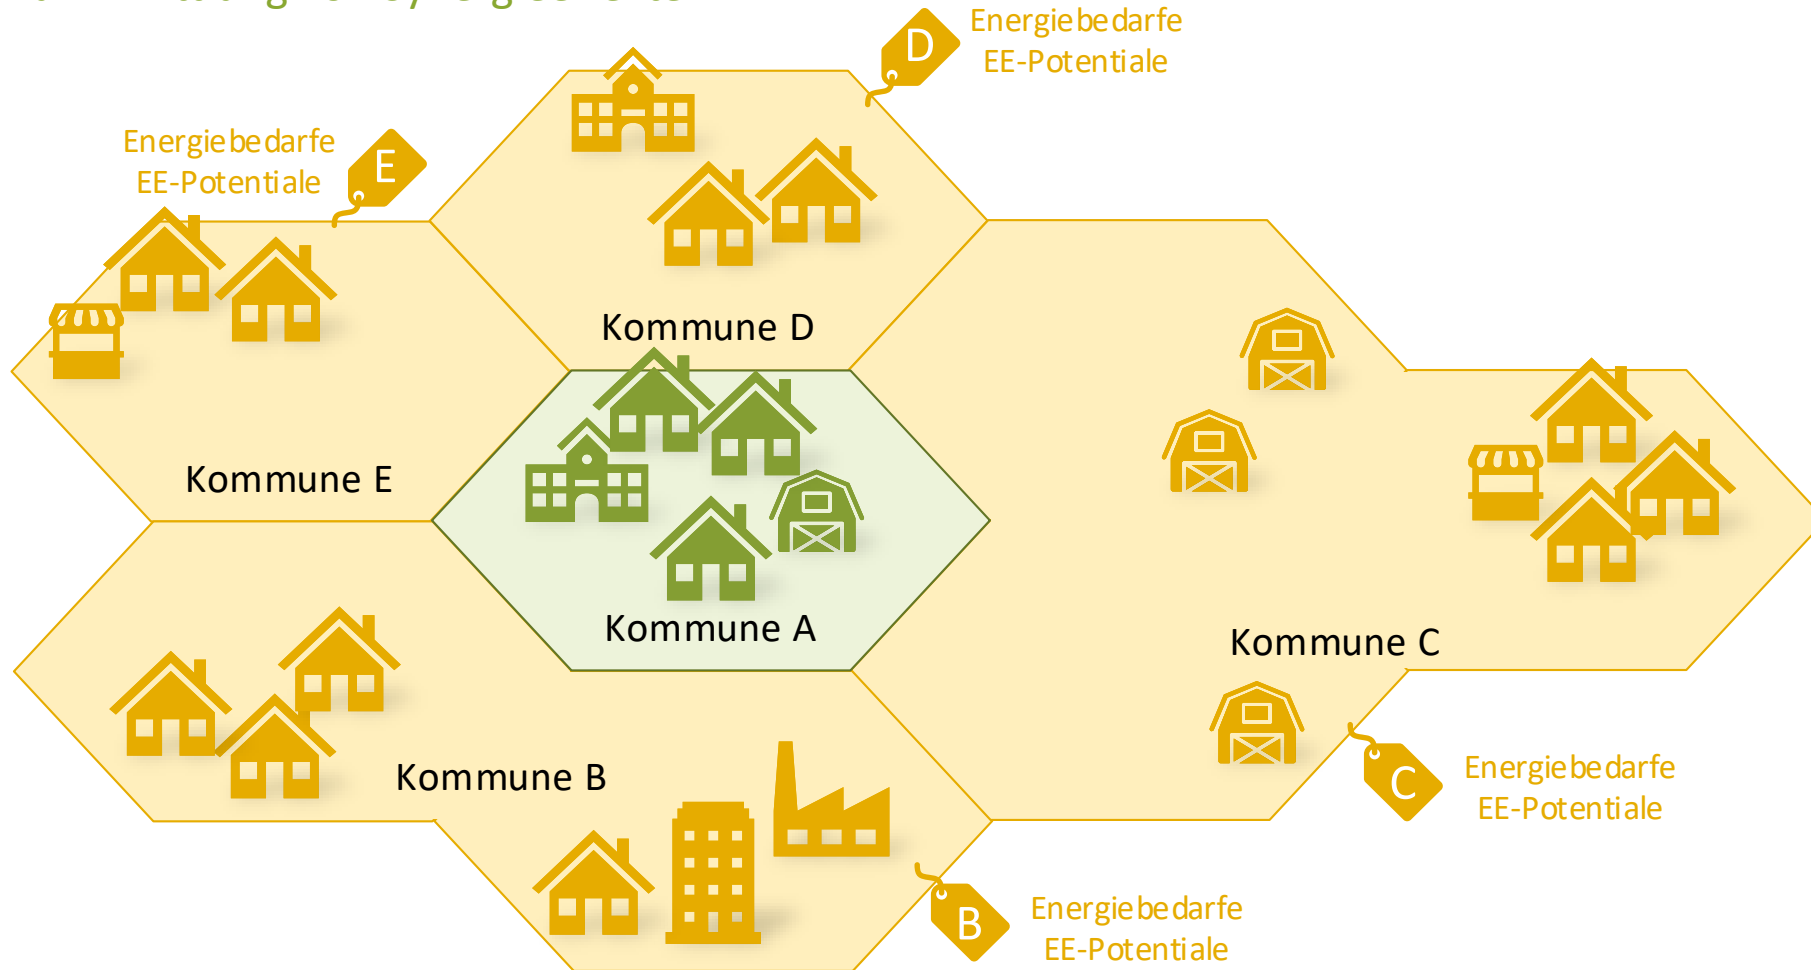 D
Energiebedarfe
EE-Potentiale
Energiebedarfe
EE-Potentiale
E
Kommune D
Kommune E
Kommune A
Kommune C
Kommune B
C
Energiebedarfe
EE-Potentiale
B
Energiebedarfe
EE-Potentiale